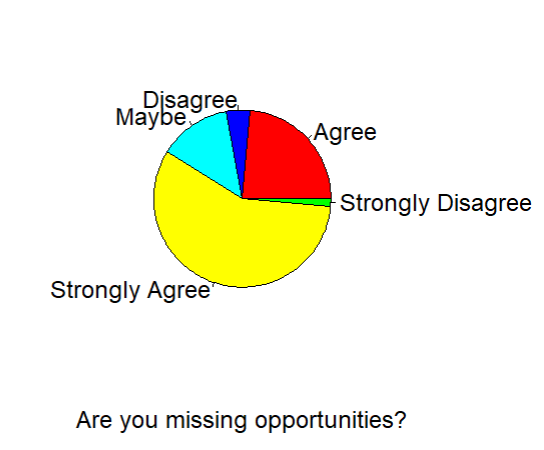 Disagree
Maybe
Agree
Strongly Disagree
Strongly Agree
Are you missing opportunities?